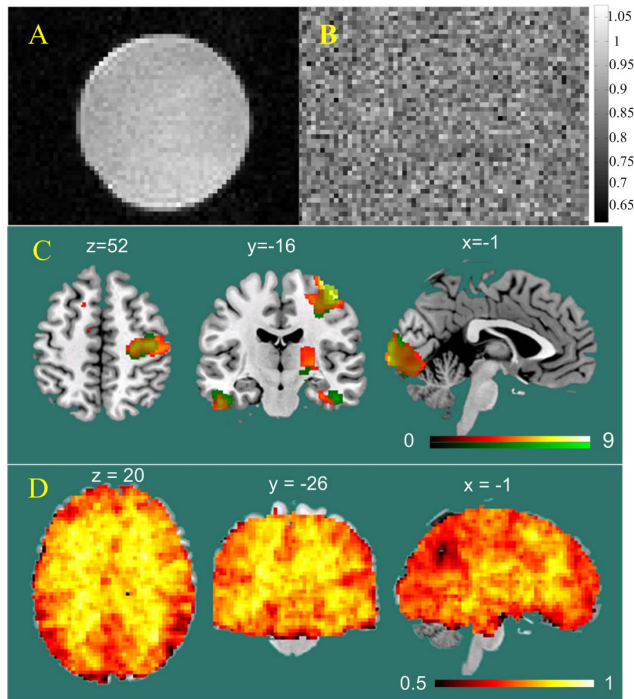 A
B
1.05
1
0.95
0.9
0.85
0.8
0.75
0.7
0.65
C
z=52
y=-16
x=-1
0
9
D
z = 20
y = -26
x = -1
0.5
1